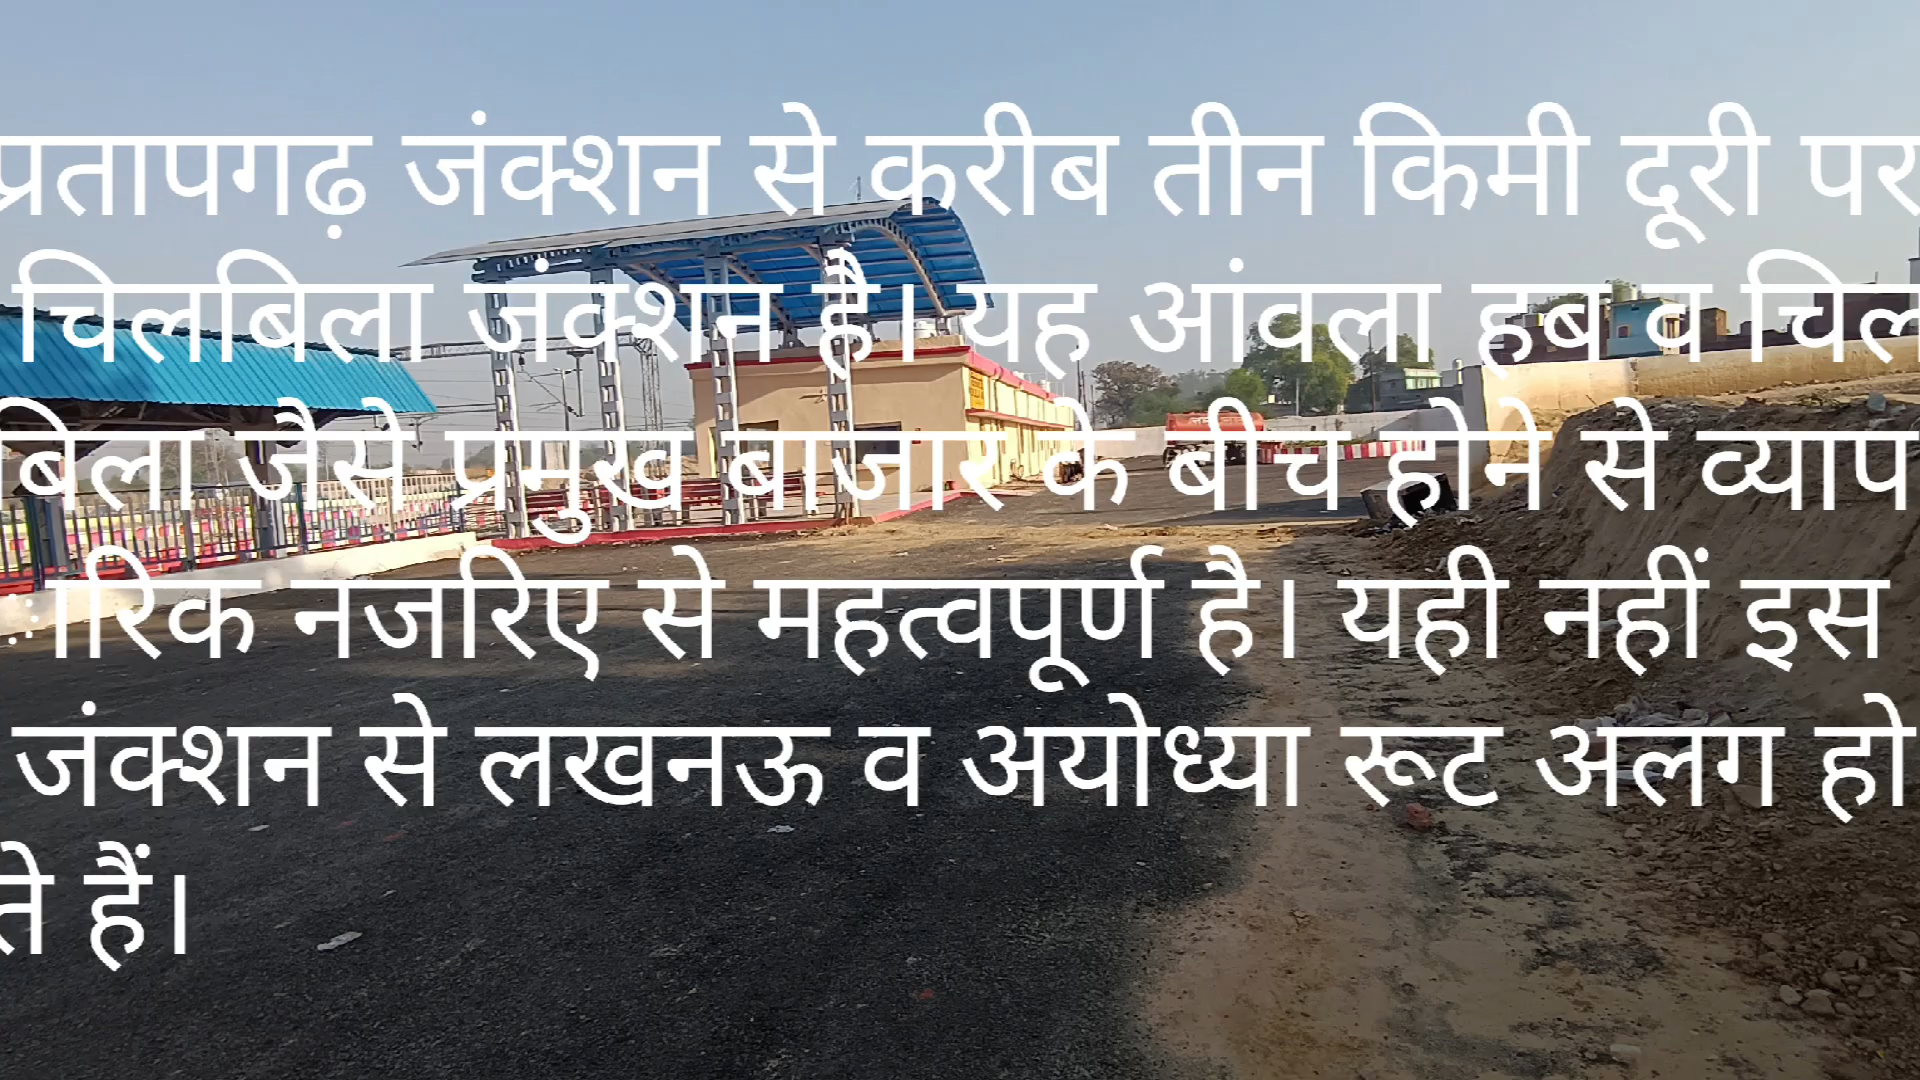 प्रतापगढ़ जंक्शन से करीब तीन किमी दूरी पर
चिलबिला जंक्शन है। यह आंवला हब व चिल
बिला जैसे प्रमुख बाजार के बीच होने से व्याप
ारिक नजरिए से महत्वपूर्ण है। यही नहीं इस
जंक्शन से लखनऊ व अयोध्या रूट अलग हो
ते हैं।